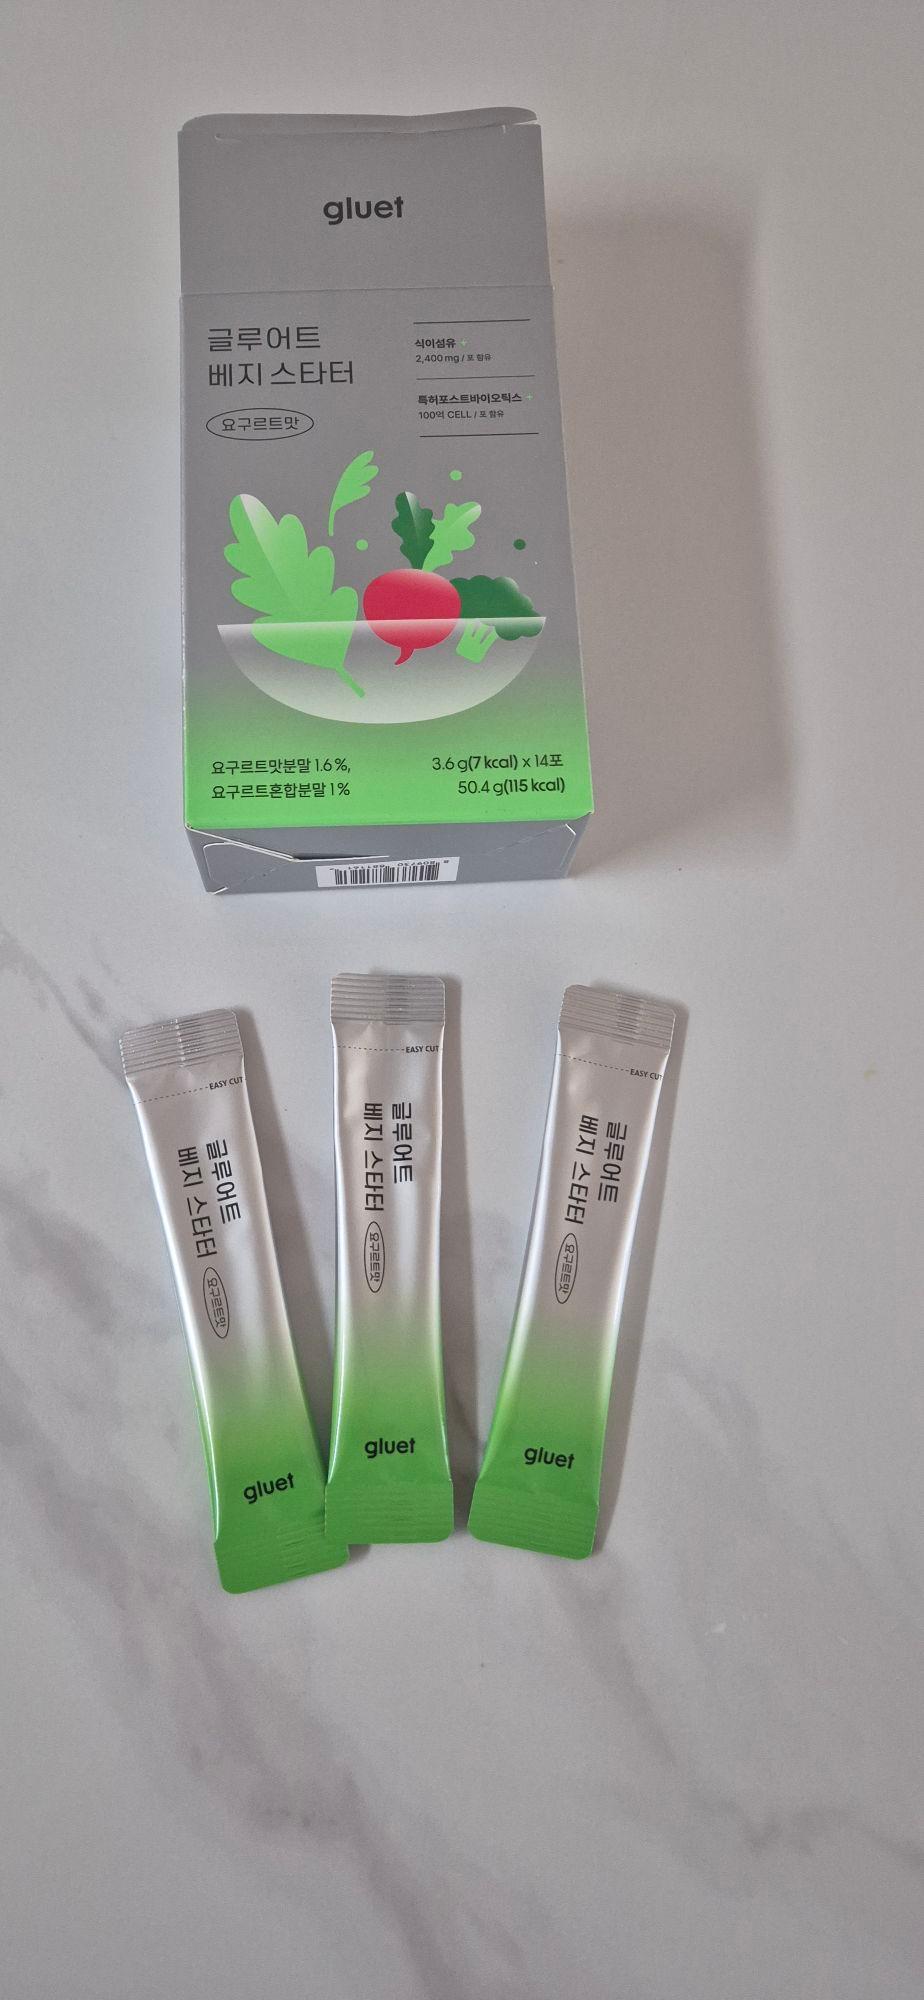 gluet
글루어트
베지 스타터
요구르트맛
식이섬유 +
2,400 mg / 포 함유
특허포스트바이오틱스 +
100억 CELL / 포 함유
요구르트맛분말 1.6%,
요구르트혼합분말 1%
3.6 g(7 kcal) x 14포
50.4 g(115 kcal)
EASY CUT
글루어트
베지 스타터
요구르트맛
gluet
EASY CUT
글루어트
베지 스타터
요구르트맛
gluet
EASY CUT
글루어트
베지 스타터
요구르트맛
gluet